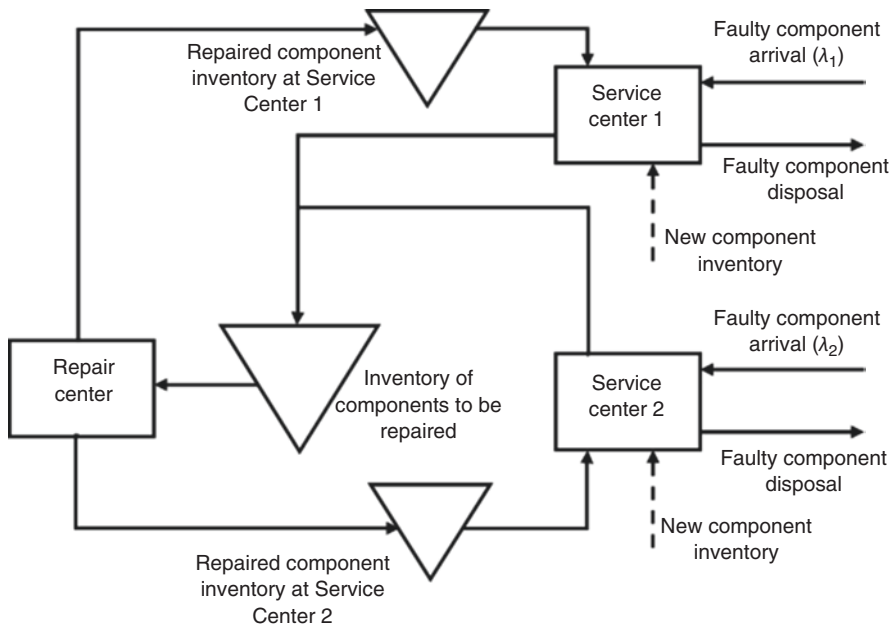 Repaired component
inventory at Service
Center 1
Faulty component
arrival (λ1)
Service
center 1
Faulty component
disposal
New component
inventory
Repair
center
Inventory of
components to be
repaired
Faulty component
arrival (λ2)
Service
center 2
Faulty component
disposal
New component
inventory
Repaired component
inventory at Service
Center 2